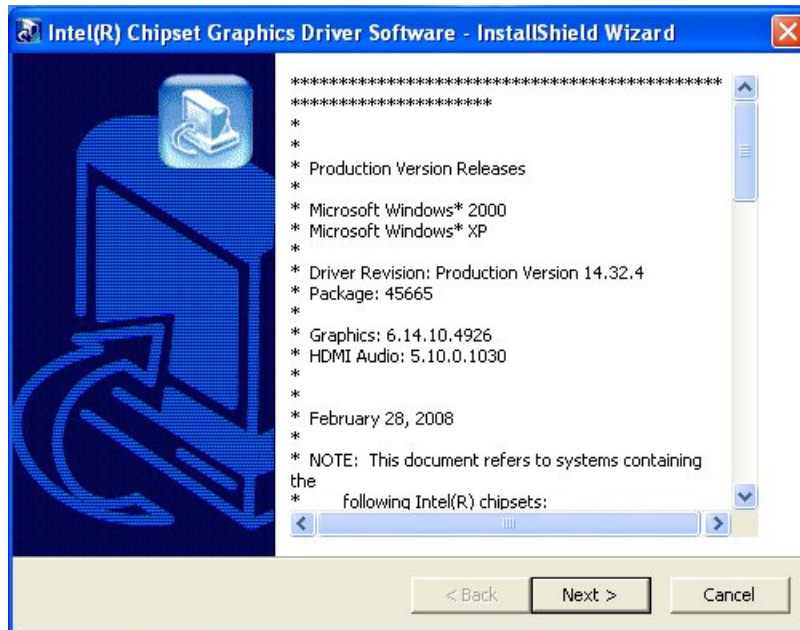 Intel(R) Chipset Graphics Driver Software - InstallShield Wizard
*********************************************
*********************
*
*
* Production Version Releases
*
* Microsoft Windows* 2000
* Microsoft Windows* XP
*
* Driver Revision: Production Version 14.32.4
* Package: 45665
*
* Graphics: 6.14.10.4926
* HDMI Audio: 5.10.0.1030
*
*
* February 28, 2008
*
* NOTE: This document refers to systems containing
the
* following Intel(R) chipsets:
< Back
Next >
Cancel